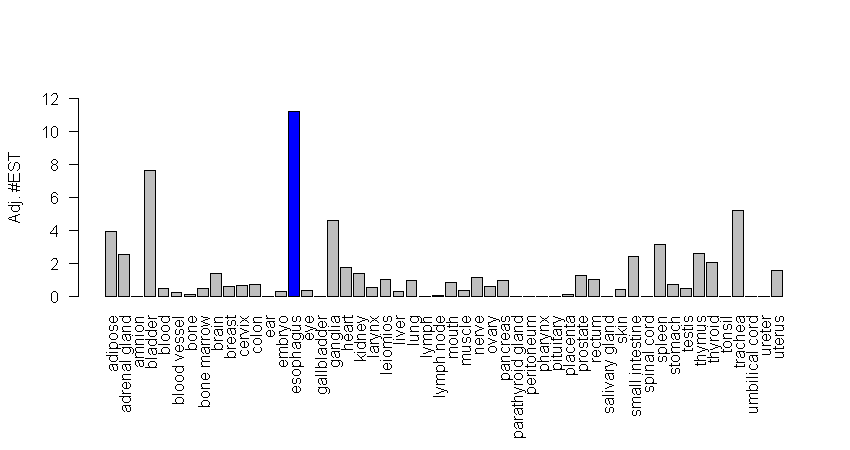 Adj. #EST
12
10
8
6
4
2
0
adipose
adrenal gland
amnion
bladder
blood
blood vessel
bone
bone marrow
brain
breast
cervix
colon
ear
embryo
esophagus
eye
gallbladder
ganglia
heart
kidney
larynx
leiomios
liver
lung
lymph
lymph node
mouth
muscle
nerve
ovary
pancreas
parathyroid gland
peritoneum
pharynx
pituitary
placenta
prostate
rectum
salivary gland
skin
small intestine
spinal cord
spleen
stomach
testis
thymus
thyroid
tonsil
trachea
umbilical cord
ureter
uterus